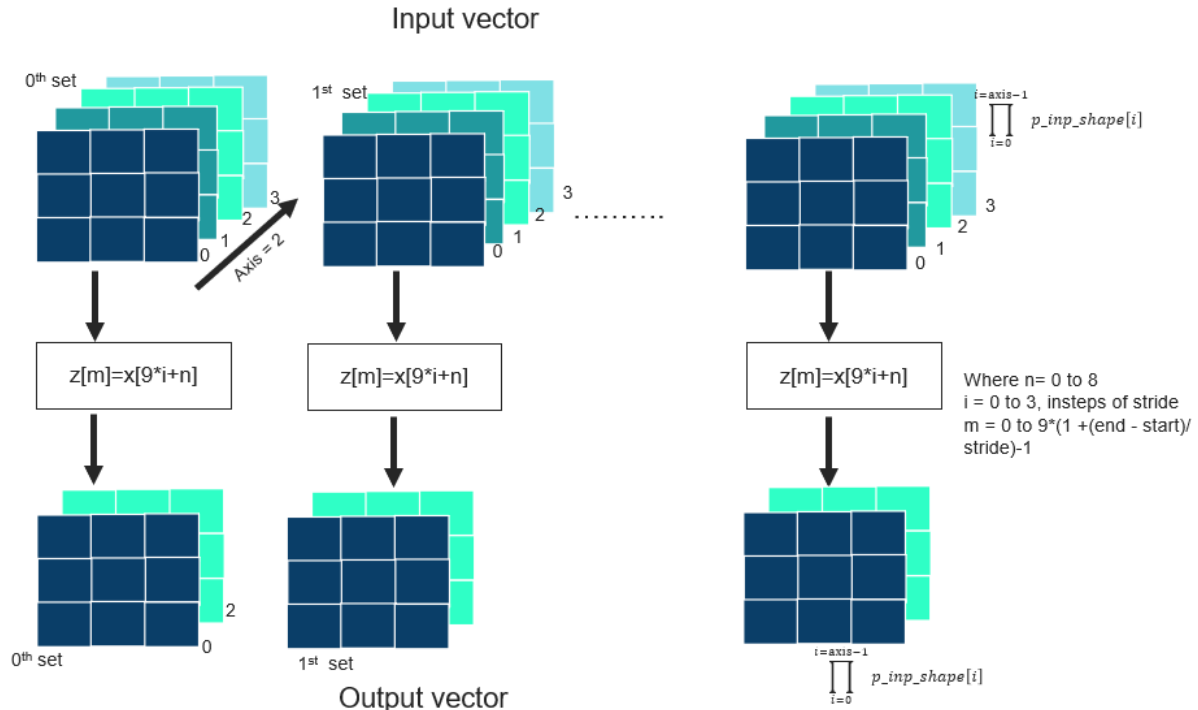 Input vector
0th set
1st set
i=axis−1
∏ p_inp_shape[i]
i=0
3
2
1
0
Axis = 2
3
2
1
0
............
3
2
1
0
z[m]=x[9*i+n]
z[m]=x[9*i+n]
z[m]=x[9*i+n]
Where n= 0 to 8
i = 0 to 3, insteps of stride
m = 0 to 9*(1 +(end - start)/
stride)-1
2
0
0th set
1st set
i=axis−1
∏ p_inp_shape[i]
i=0
Output vector